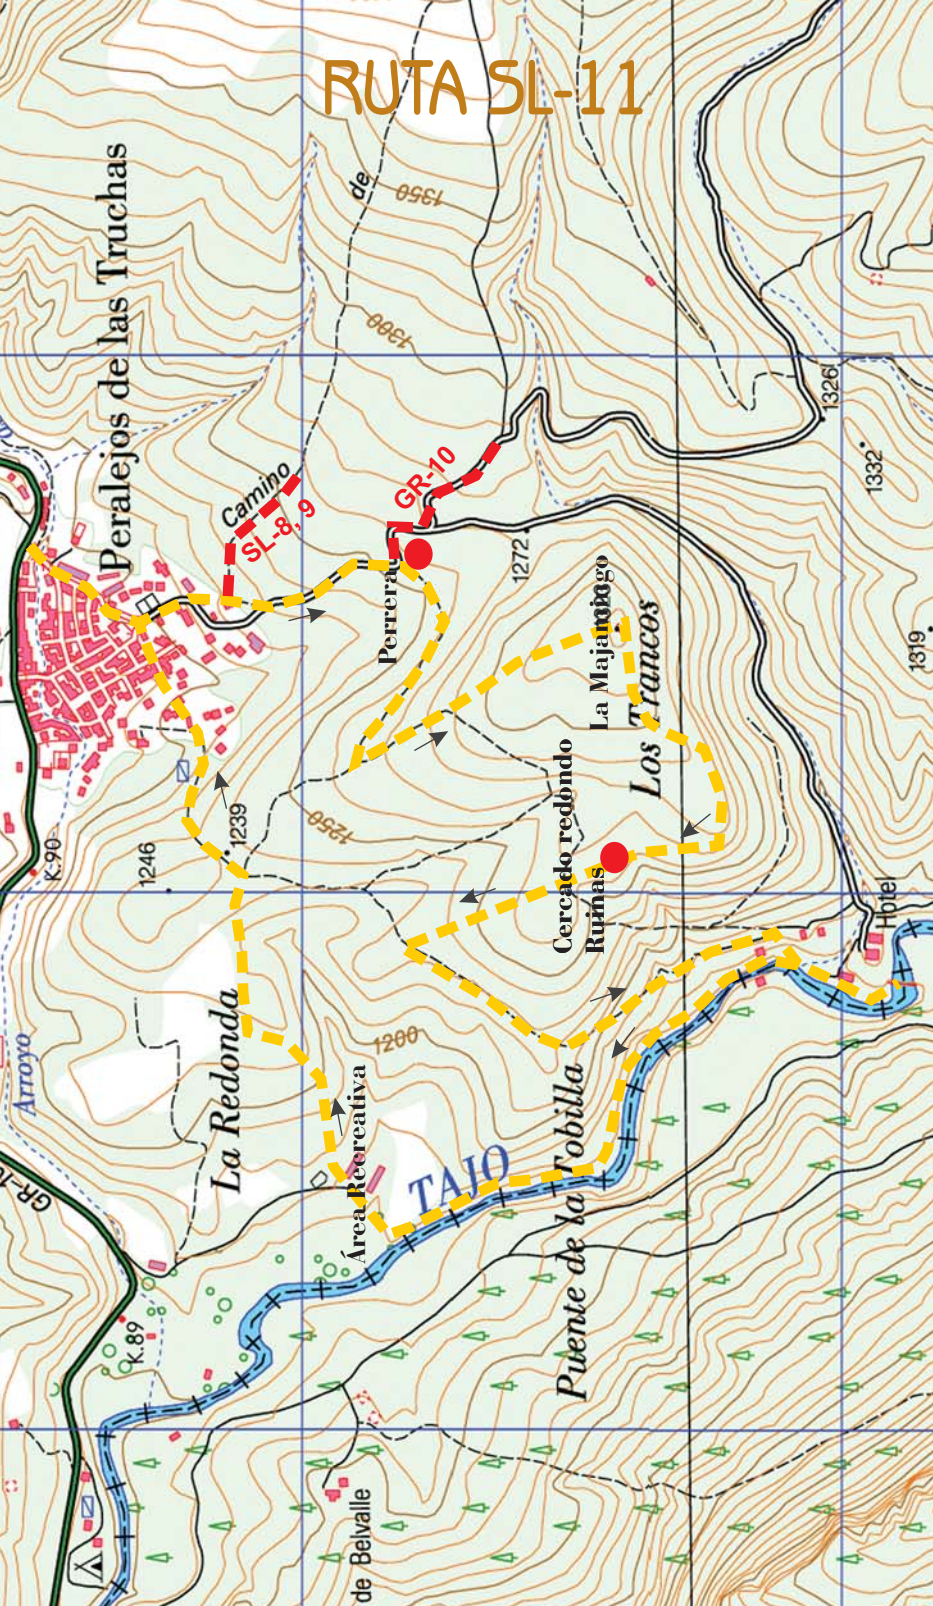 RUTA SL-11
Peralejos de las Truchas
de
1350
1300
Camino
SL-8, 9
GR-10
Perrera
1272
1326
1332
1319
La Majamingo
Los Trancos
Cercado redondo
Ruinas
1250
1239
1246
K.90
Hotel
La Redonda
Arroyo
1200
Área Recreativa
TAJO
Puente de la Tobilla
K.89
de Belvalle